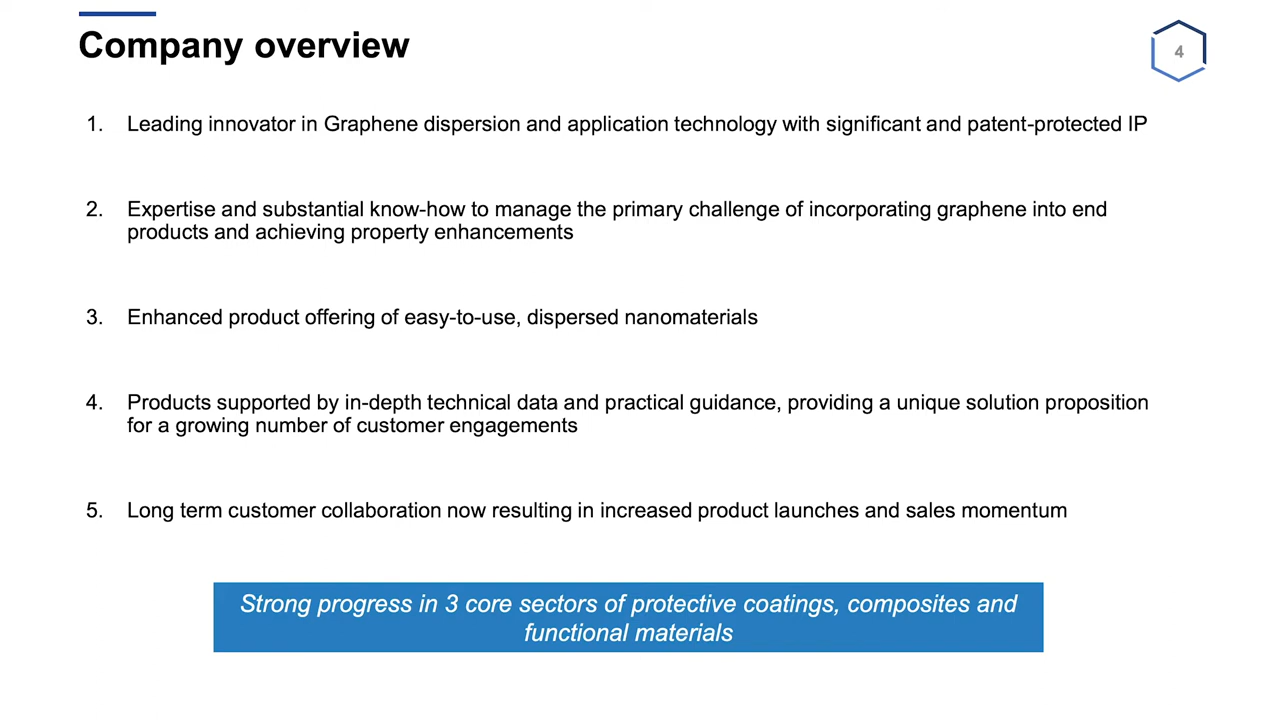 Company overview
4
1. Leading innovator in Graphene dispersion and application technology with significant and patent-protected IP
2. Expertise and substantial know-how to manage the primary challenge of incorporating graphene into end
products and achieving property enhancements
3. Enhanced product offering of easy-to-use, dispersed nanomaterials
4. Products supported by in-depth technical data and practical guidance, providing a unique solution proposition
for a growing number of customer engagements
5. Long term customer collaboration now resulting in increased product launches and sales momentum
Strong progress in 3 core sectors of protective coatings, composites and
functional materials